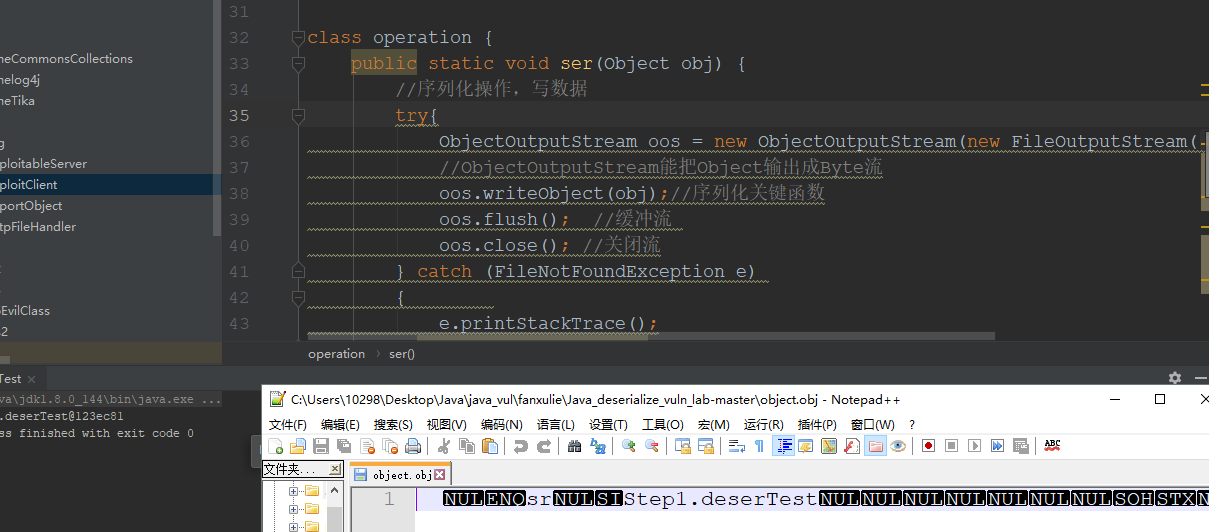 31
32 class operation {
meCommonsCollections
33 public static void ser(Object obj) {
nelog4j
34 //序列化操作，写数据
neTika
35 try{
36 ObjectOutputStream oos = new ObjectOutputStream(new FileOutputStream(
g
37 //ObjectOutputStream能把Object输出成Byte流
ploitableServer
38 oos.writeObject(obj);//序列化关键函数
ploitClient
portObject
39 oos.flush(); //缓冲流
tpFileHandler
40 oos.close(); //关闭流
41 } catch (FileNotFoundException e)
42 {
EvilClass
43 e.printStackTrace();
2
operation › ser()
Test ×
va\jdk1.8.0_144\bin\java.exe ...
.deserTest@123ec81
ss finished with exit code 0
C:\Users\10298\Desktop\Java\java_vul\fanxulie\Java_deserialize_vuln_lab-master\object.obj - Notepad++
文件(F) 编辑(E) 搜索(S) 视图(V) 编码(N) 语言(L) 设置(T) 工具(O) 宏(M) 运行(R) 插件(P) 窗口(W) ?
ABC
文件夹...
object.obj
1 NULENQsrNULSIStep1.deserTestNULNULNULNULNULNULNULSOHSTXN